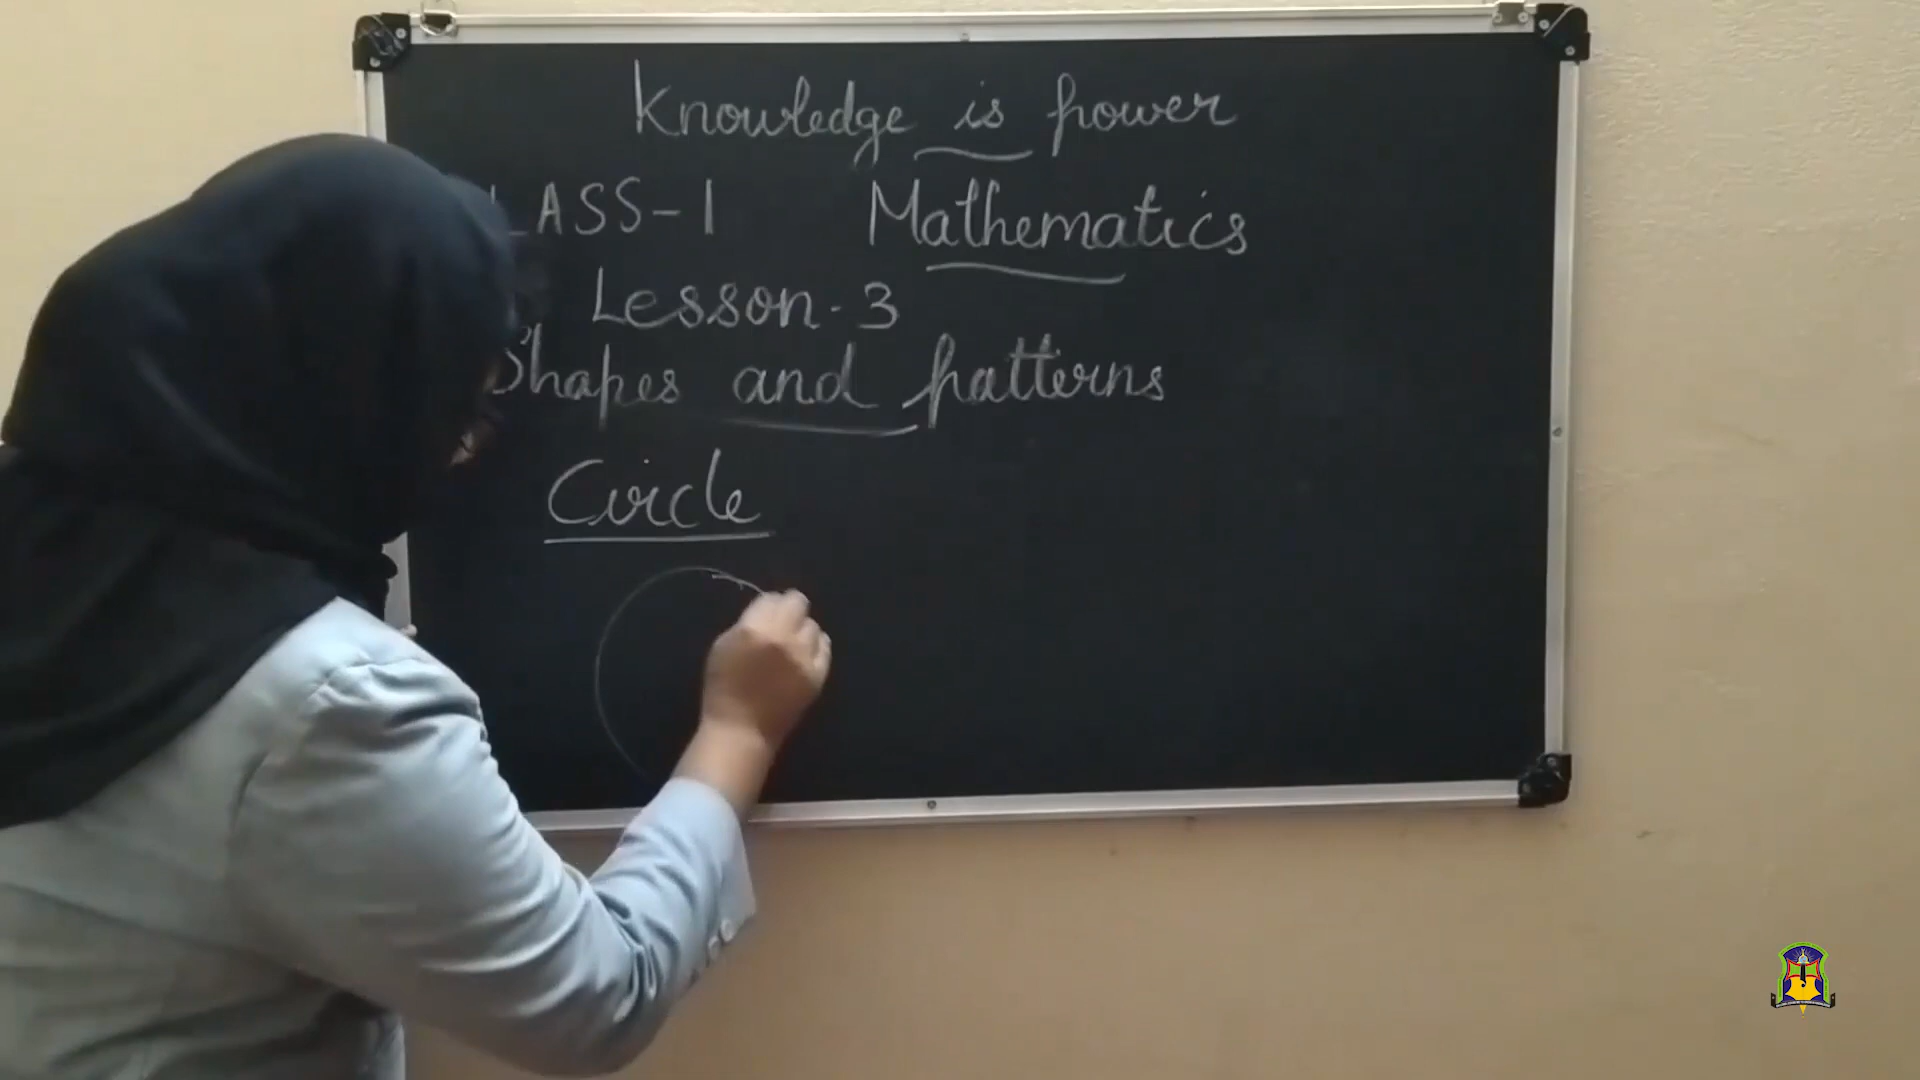 Knowledge is power
LASS-1 Mathematics
Lesson-3
Shapes and patterns
Circle